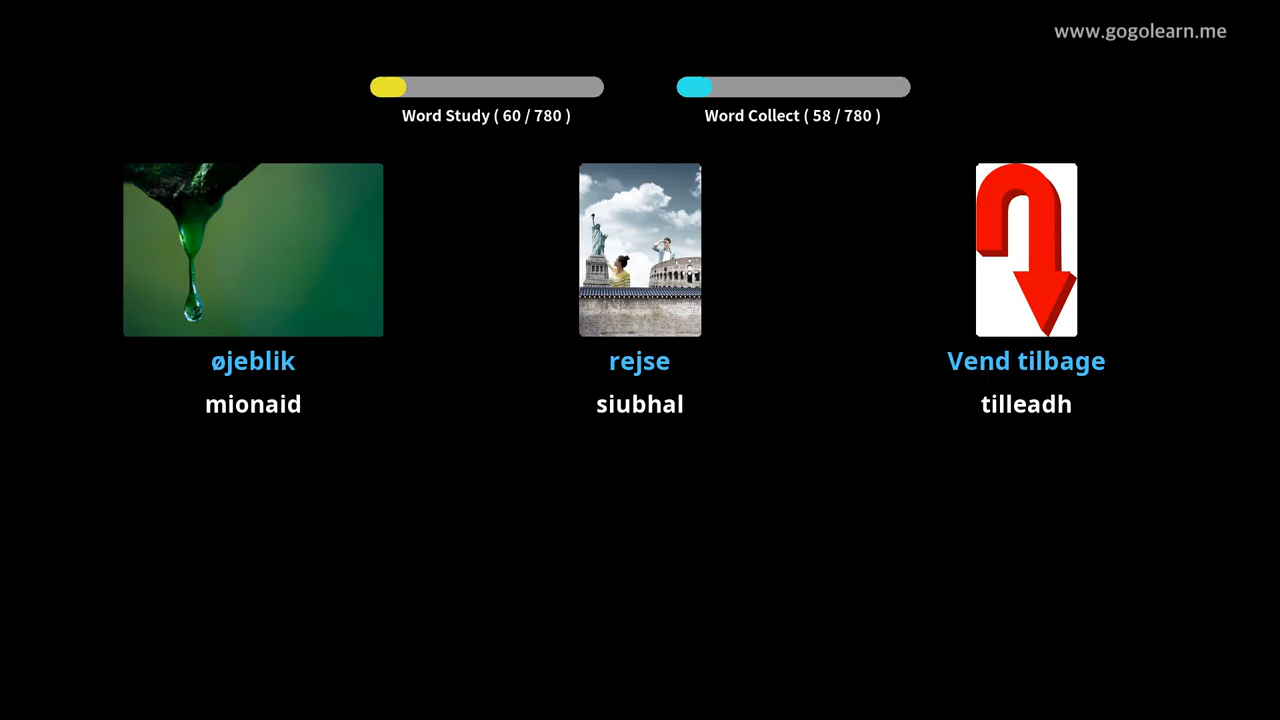 www.gogolearn.me
Word Study ( 60 / 780 )
Word Collect ( 58 / 780 )
øjeblik
rejse
Vend tilbage
mionaid
siubhal
tilleadh